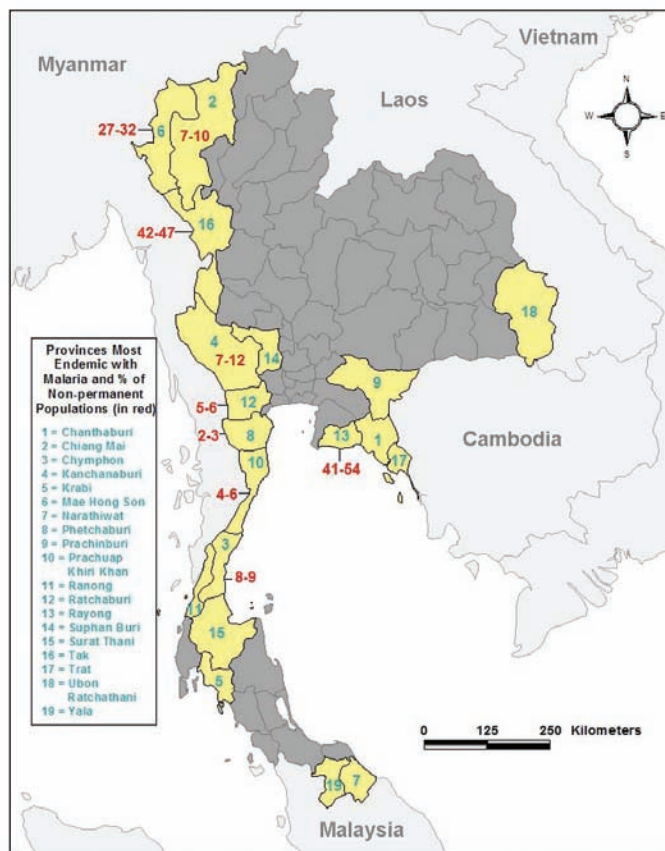 Vietnam
Myanmar
Laos
N
W E
S
2
27-32
6
7-10
16
42-47
18
4
7-12
14
9
5-6
12
2-3
8
13
1
17
41-54
10
4-6
3
8-9
11
15
5
19 7
Cambodia
Malaysia
Provinces Most
Endemic with
Malaria and % of
Non-permanent
Populations (in red)
1 = Chanthaburi
2 = Chiang Mai
3 = Chymphon
4 = Kanchanaburi
5 = Krabi
6 = Mae Hong Son
7 = Narathiwat
8 = Phetchaburi
9 = Prachinburi
10 = Prachuap
Khiri Khan
11 = Ranong
12 = Ratchaburi
13 = Rayong
14 = Suphan Buri
15 = Surat Thani
16 = Tak
17 = Trat
18 = Ubon
Ratchathani
19 = Yala
0 125 250 Kilometers